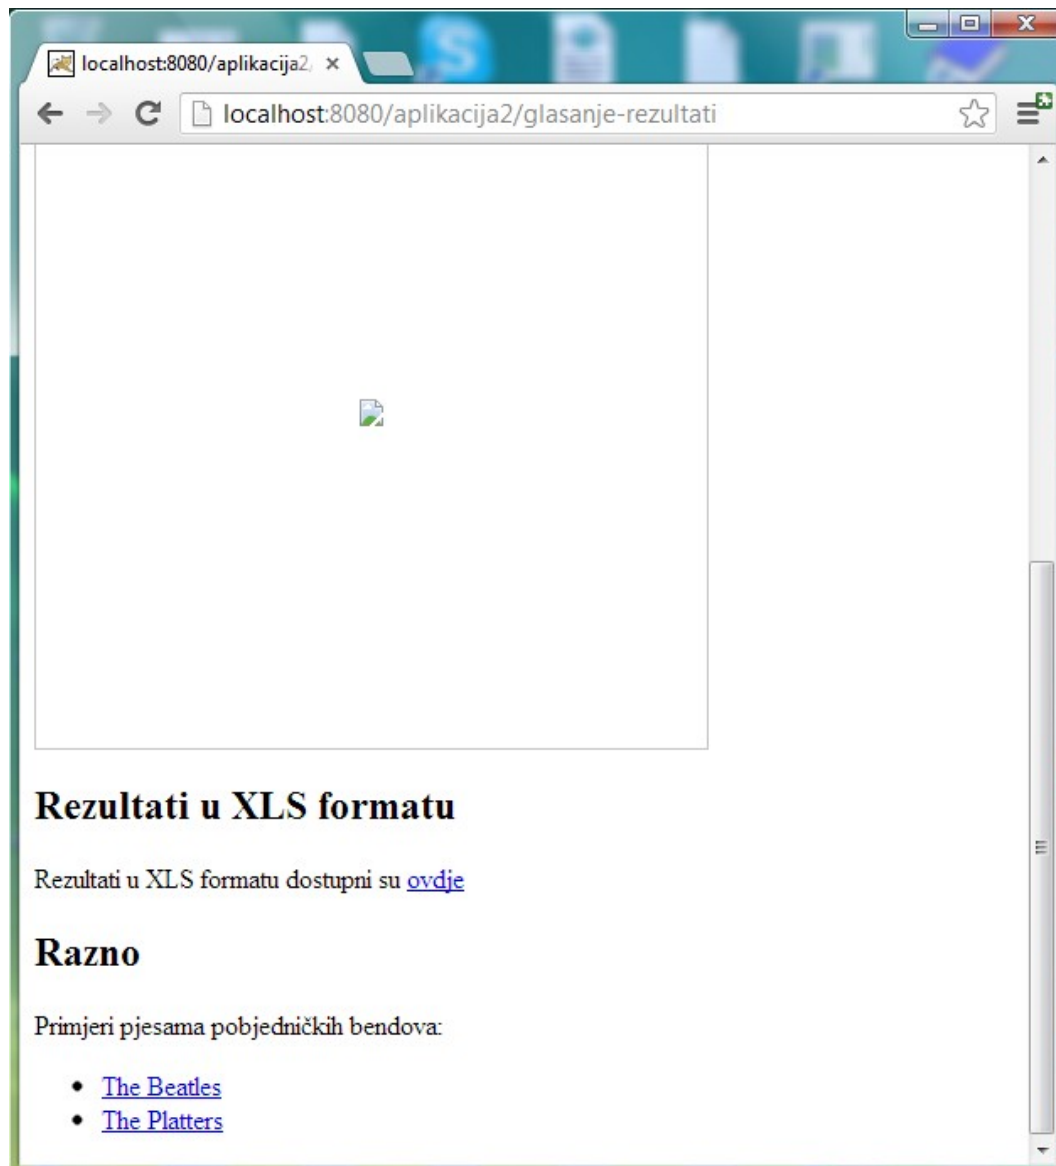 localhost:8080/aplikacija2
localhost:8080/aplikacija2/glasanje-rezultati
Rezultati u XLS formatu
Rezultati u XLS formatu dostupni su ovdje
Razno
Primjeri pjesama pobjedničkih bendova:
The Beatles
The Platters